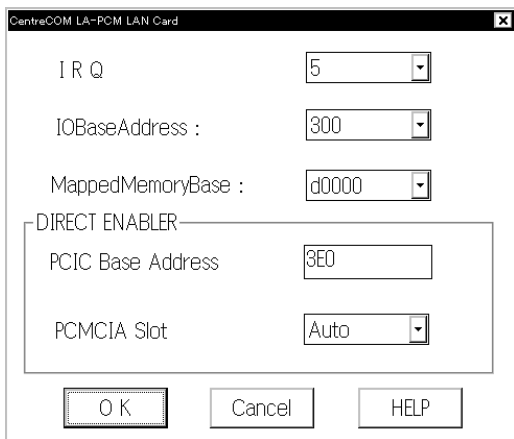 CentreCOM LA-PCM LAN Card
I R Q 5
IOBaseAddress : 300
MappedMemoryBase : d0000
DIRECT ENABLER
PCIC Base Address 3E0
PCMCIA Slot Auto
O K Cancel HELP